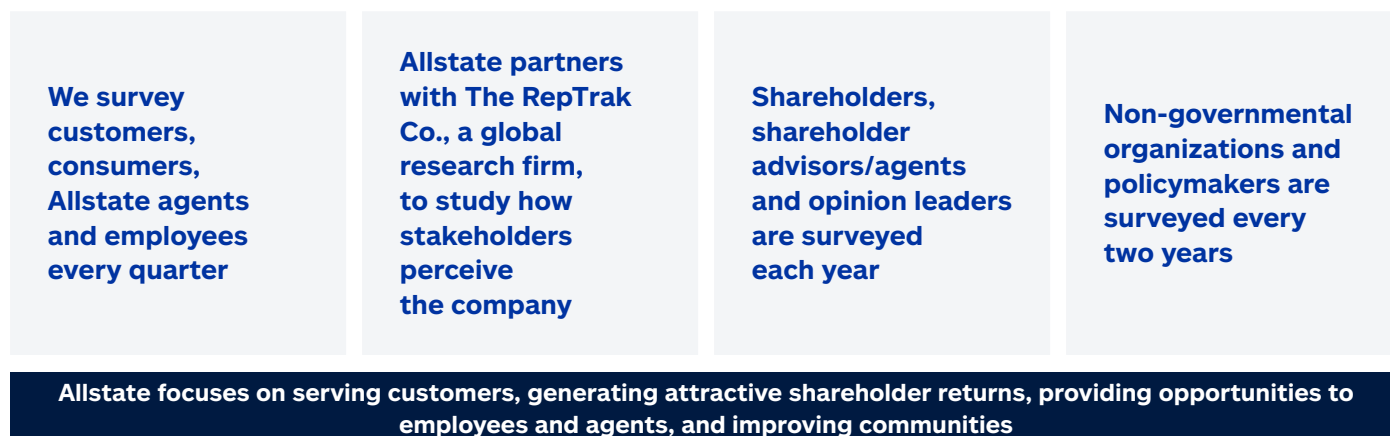 We survey
customers,
consumers,
Allstate agents
and employees
every quarter
Allstate partners
with The RepTrak
Co., a global
research firm,
to study how
stakeholders
perceive
the company
Shareholders,
shareholder
advisors/agents
and opinion leaders
are surveyed
each year
Non-governmental
organizations and
policymakers are
surveyed every
two years
Allstate focuses on serving customers, generating attractive shareholder returns, providing opportunities to
employees and agents, and improving communities